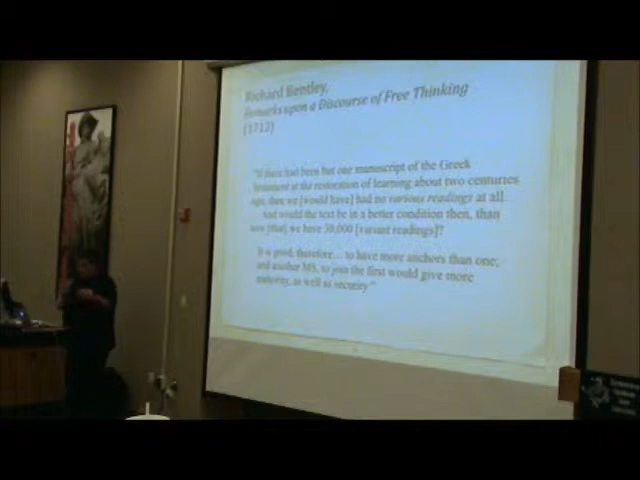 Richard Bentley,
Remarks upon a Discourse of Free Thinking
(1712)
"If there had been but one manuscript of the Greek
Testament at the restoration of learning about two centuries
ago, then we [would have] had no various readings at all.
And would the text be in a better condition then, than
now [that] we have 30,000 [variant readings]?
It is good, therefore… to have more anchors than one;
and another MS, to join the first would give more
authority, as well as security"